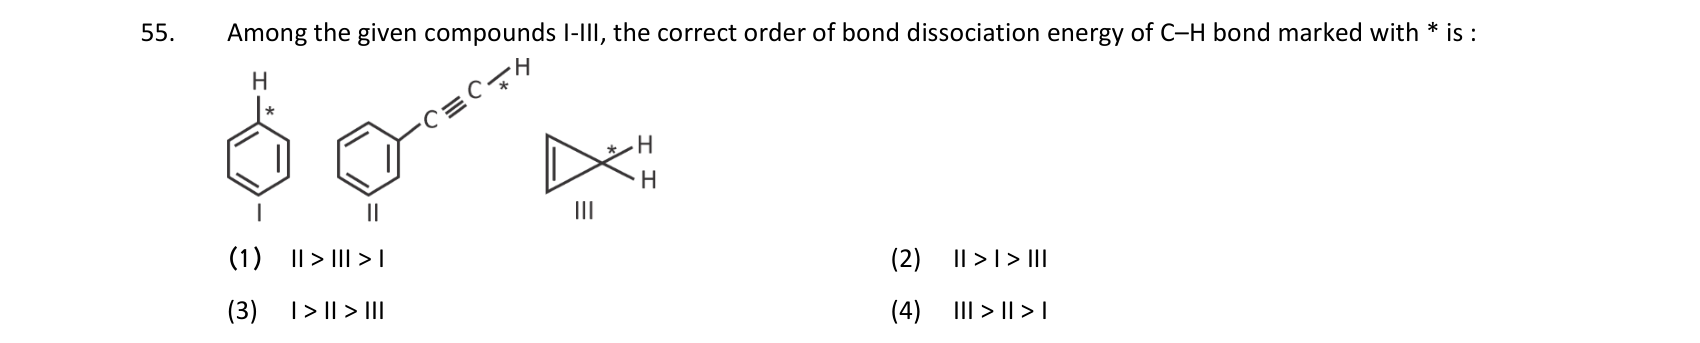 55. Among the given compounds I-III, the correct order of bond dissociation energy of C–H bond marked with * is :
H
*
I
C≡C
*
H
II
*
H
H
III
(1) II > III > I
(2) II > I > III
(3) I > II > III
(4) III > II > I